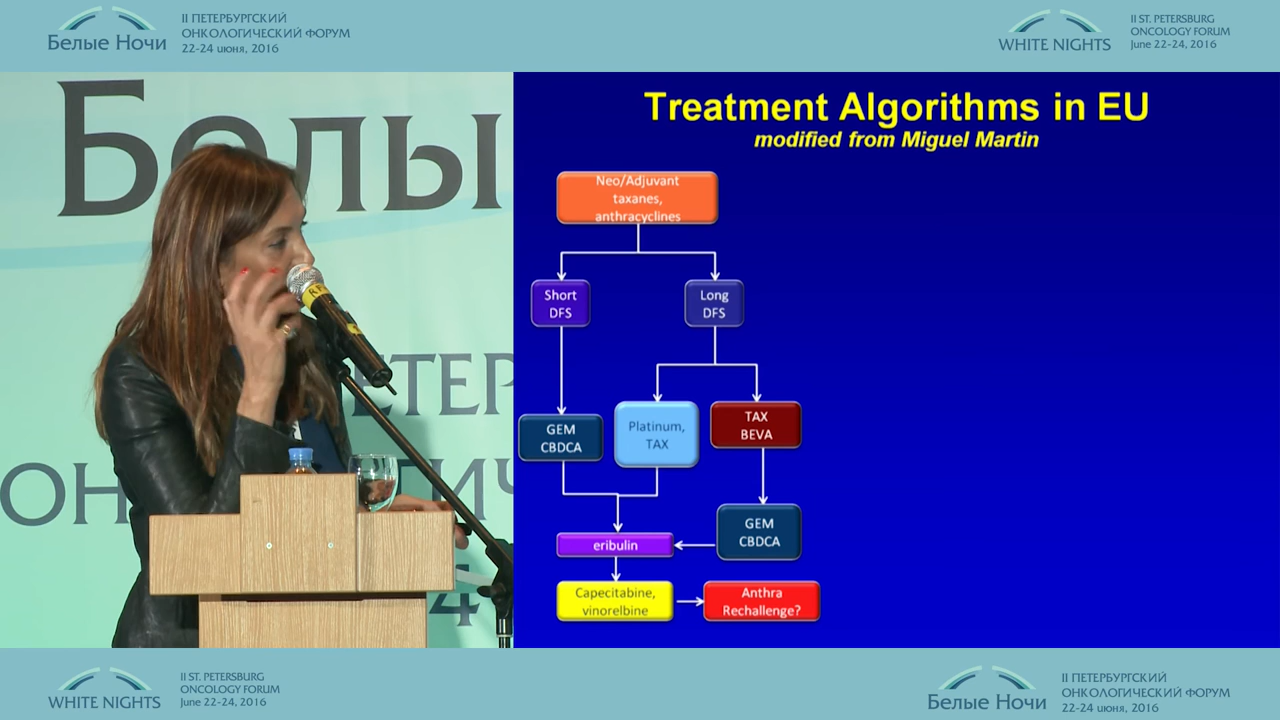 Белые Ночи
II ПЕТЕРБУРГСКИЙ
ОНКОЛОГИЧЕСКИЙ ФОРУМ
22-24 июня, 2016
WHITE NIGHTS
II ST. PETERSBURG
ONCOLOGY FORUM
June 22-24, 2016
Treatment Algorithms in EU
modified from Miguel Martin
Neo/Adjuvant
taxanes,
anthracyclines
Short
DFS
Long
DFS
GEM
CBDCA
Platinum,
TAX
TAX
BEVA
GEM
CBDCA
eribulin
Capecitabine,
vinorelbine
Anthra
Rechallenge?
WHITE NIGHTS
II ST. PETERSBURG
ONCOLOGY FORUM
June 22-24, 2016
Белые Ночи
II ПЕТЕРБУРГСКИЙ
ОНКОЛОГИЧЕСКИЙ ФОРУМ
22-24 июня, 2016